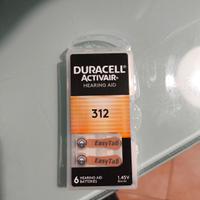 DURACELL
ACTIVAIR
HEARING AID
312
EasyTab
EasyTab
6 HEARING AID
BATTERIES
1.45V